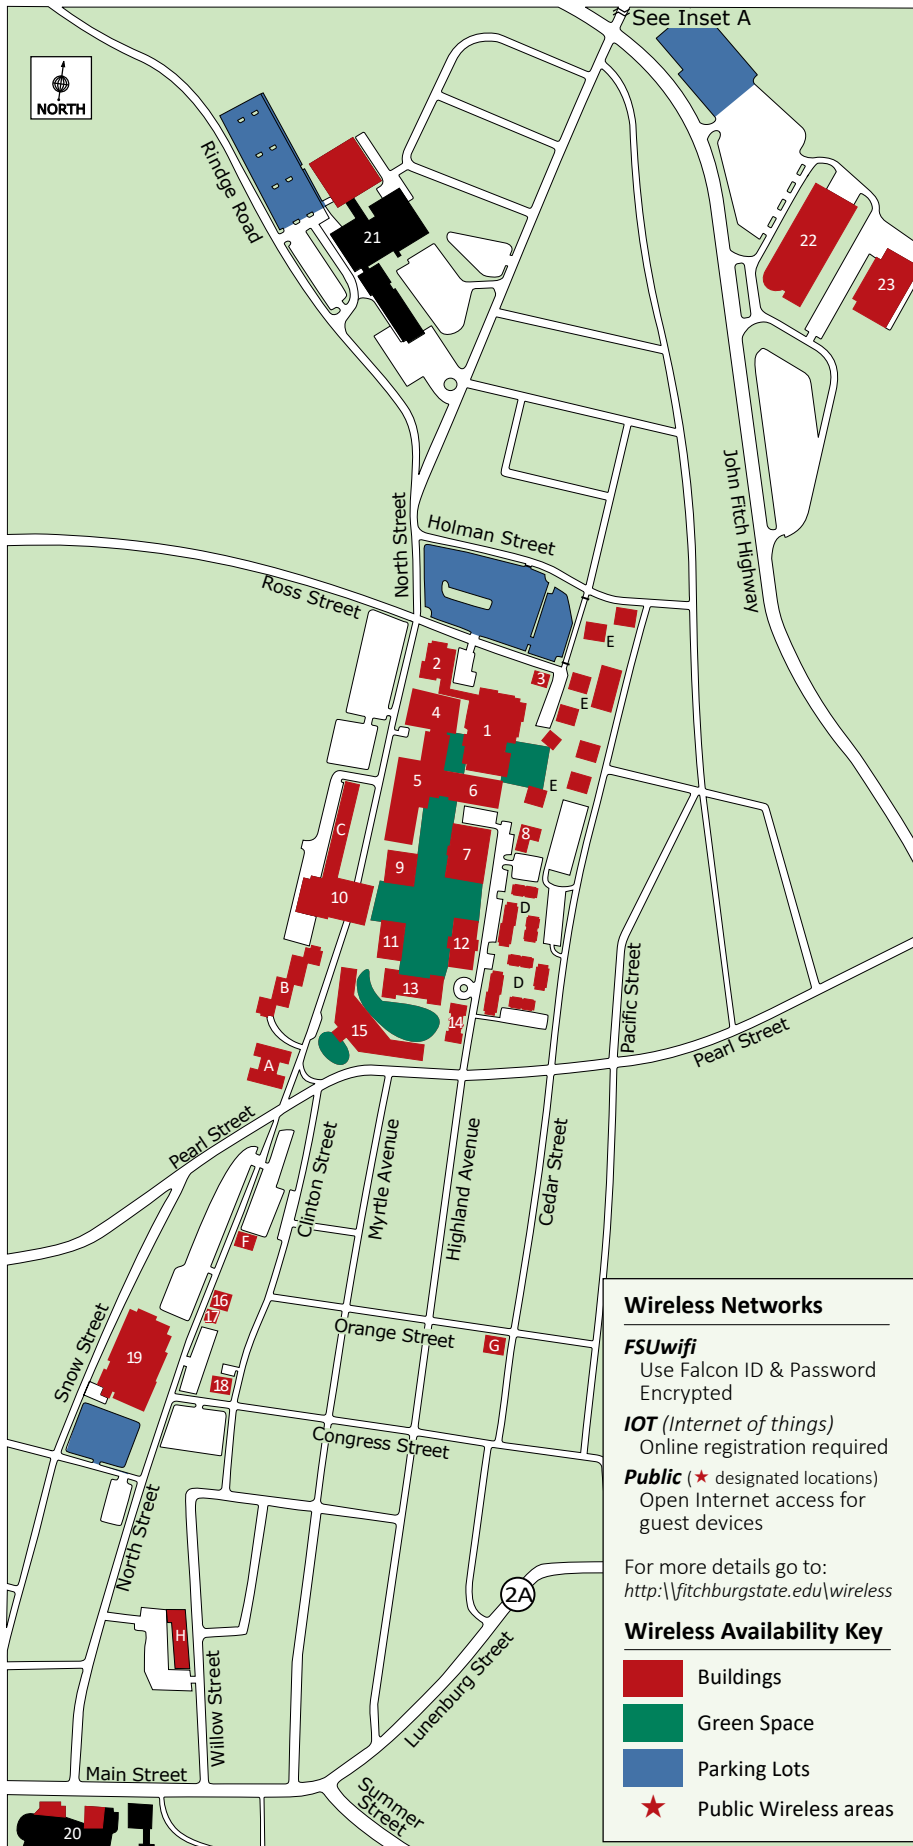 See Inset A
NORTH
Rindge Road
21
22
23
John Fitch Highway
North Street
Holman Street
Ross Street
E
2
3
E
4
1
5
6
E
C
8
7
9
10
D
11
12
B
13
D
14
15
A
Pacific Street
Pearl Street
Pearl Street
Clinton Street
Myrtle Avenue
Highland Avenue
Cedar Street
F
16
17
Orange Street
G
Snow Street
19
18
Congress Street
North Street
2A
H
Willow Street
Lunenburg Street
Main Street
Summer
Street
20
Wireless Networks
FSUwifi
Use Falcon ID & Password
Encrypted
IOT (Internet of things)
Online registration required
Public (★ designated locations)
Open Internet access for
guest devices
For more details go to:
http:\\fitchburgstate.edu\wireless
Wireless Availability Key
Buildings
Green Space
Parking Lots
Public Wireless areas